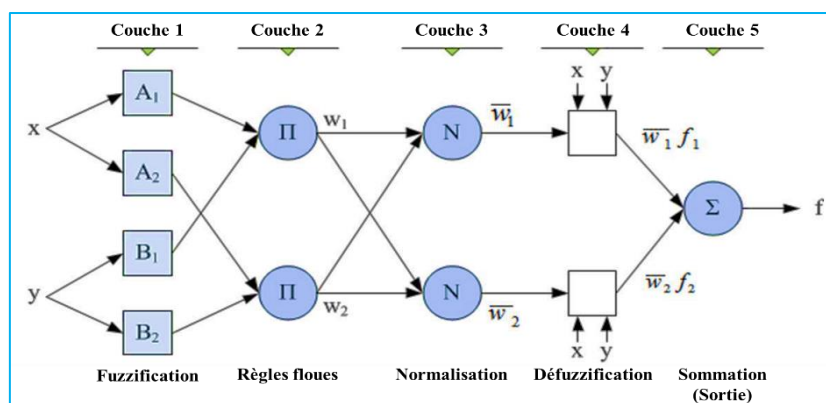 Couche 1 Couche 2 Couche 3 Couche 4 Couche 5
x y
A₁
w₁ w̅₁
x Π N w̅₁ f₁
A₂
Σ f
B₁
y Π N w̅₂ f₂
w₂ w̅₂
B₂
x y
Fuzzification Règles floues Normalisation Défuzzification Sommation
(Sortie)